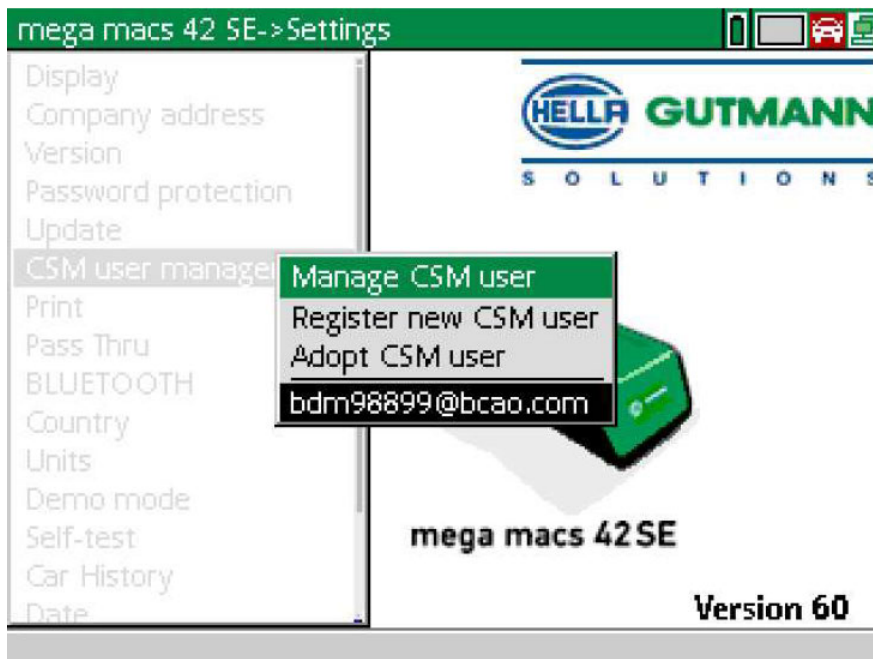 mega macs 42 SE->Settings
Display
Company address
Version
Password protection
Update
CSM user manage
Print
Pass Thru
BLUETOOTH
Country
Units
Demo mode
Self-test
Car History
Date
Manage CSM user
Register new CSM user
Adopt CSM user
bdm98899@bcao.com
HELLA GUTMANN
SOLUTIONS
mega macs 42SE
Version 60